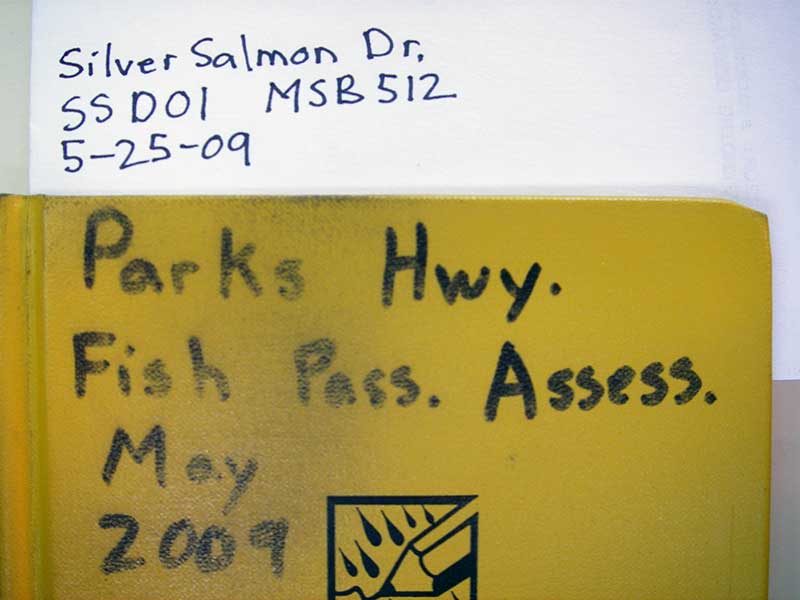 Silver Salmon Dr.
SSD01 MSB512
5-25-09
Parks Hwy.
Fish Pass. Assess.
May
2009